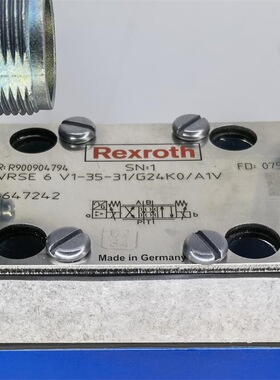 R: R900904794
SN:1
Rexroth
FD: 075
VRSE 6 V1-35-31/G24K0/A1V
647242
A B
a
b
P T
Made in Germany